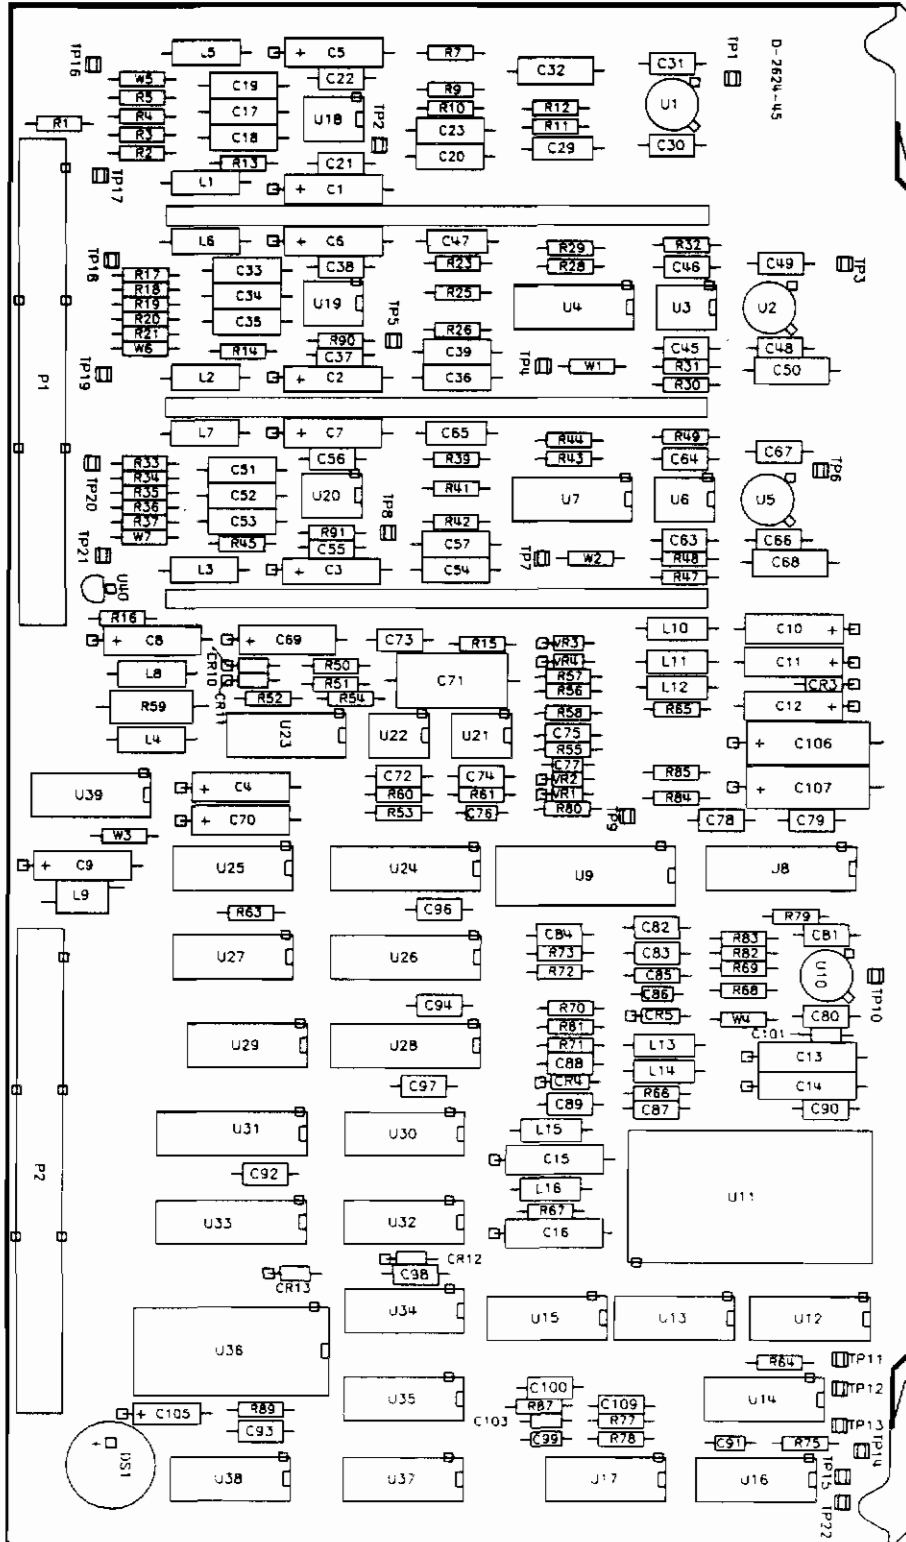 TP16
L5
+ C5
R7
C32
C31
TP1
D-2624-45
W5
C19
C22
R9
U1
R5
C17
U18
R10
R12
R4
TP2
C23
R11
R1
R3
C18
C29
C30
R2
R13
C21
C20
TP17
L1
+ C1
L6
+ C6
C47
R29
R32
TP18
C33
C38
R23
R28
C46
C49
TP3
R17
R18
C34
U19
R25
U4
U3
U2
R19
R20
C35
TP5
R21
R90
R26
W6
R14
C37
C39
C45
C48
TP19
TP4
W1
R31
C50
P1
L2
+ C2
C36
R30
L7
+ C7
C65
R44
R49
C56
R39
R43
C64
C67
TP6
R33
C51
TP20
R34
U20
R41
U7
U6
U5
R35
C52
R36
R37
C53
TP8
R42
W7
R45
R91
C57
C63
C66
TP21
C55
TP7
W2
R48
C68
L3
+ C3
C54
R47
U40
R16
+ C8
+ C69
C73
R15
VR3
L10
C10 +
CR10
R50
VR4
L11
C11 +
L8
R51
C71
R57
CR11
R52
R54
R56
L12
CR3
R59
R58
R65
C12 +
L4
U23
U22
U21
C75
R55
+ C106
C77
C72
C74
VR2
R85
U39
+ C4
R60
R61
VR1
R84
+ C107
R53
C76
R80
TP9
C78
C79
W3
+ C70
+ C9
U25
U24
U9
J8
L9
R63
C96
R79
C84
C82
R83
C81
U27
U26
R73
C83
R82
R72
C85
R69
U10
C86
R68
TP10
C94
R70
CR5
W4
C80
U29
U28
R81
C101
R71
L13
C13
C88
L14
C97
CR4
R66
C14
C89
C87
C90
U31
U30
L15
C15
P2
C92
L16
U11
U33
U32
R67
C16
CR12
CR13
C98
U34
U15
U13
U12
U36
R64
TP11
U35
C100
U14
TP12
+ C105
R89
R87
C109
C103
R77
TP13
C93
C99
R78
C91
R75
TP14
+ DS1
U38
U37
U17
U16
TP15
TP22